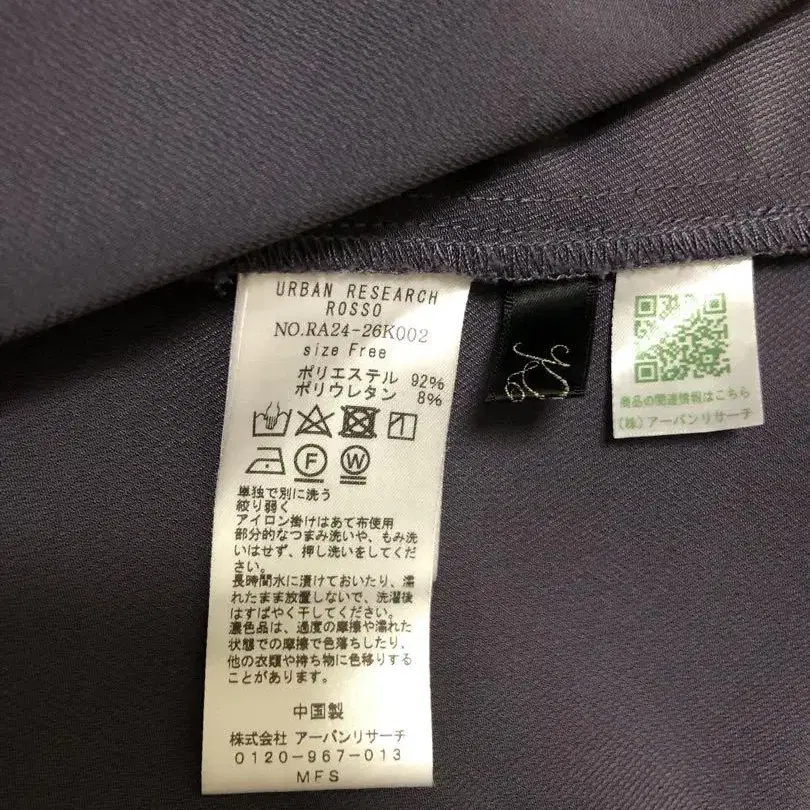 URBAN RESEARCH
ROSSO
NO.RA24-26K002
size Free
ポリエステル 92%
ポリウレタン 8%
F
W
単独で別に洗う
絞り弱く
アイロン掛けはあて布使用
部分的なつまみ洗いや、もみ洗
いはせず、押し洗いをしてくだ
さい。
長時間水に漬けておいたり、濡
れたまま放置しないで、洗濯後
はすばやく干してください。
濃色品は、過度の摩擦や濡れた
状態での摩擦で色落ちしたり、
他の衣類や持ち物に色移りする
ことがあります。
中国製
株式会社 アーバンリサーチ
0120-967-013
MFS
商品の関連情報はこちら
(株)アーバンリサーチ